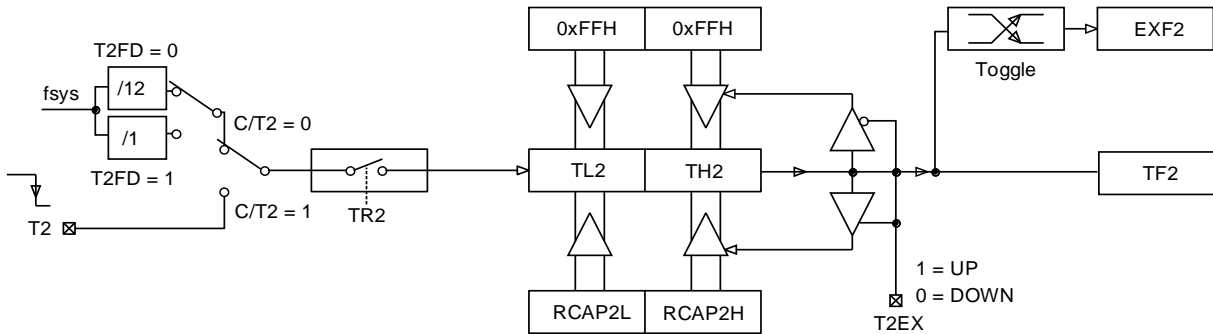 0xFFH 0xFFH EXF2
T2FD = 0
Toggle
fsys /12
C/T2 = 0
/1
T2FD = 1
TL2 TH2 TF2
C/T2 = 1
TR2
T2
1 = UP
0 = DOWN
RCAP2L RCAP2H
T2EX